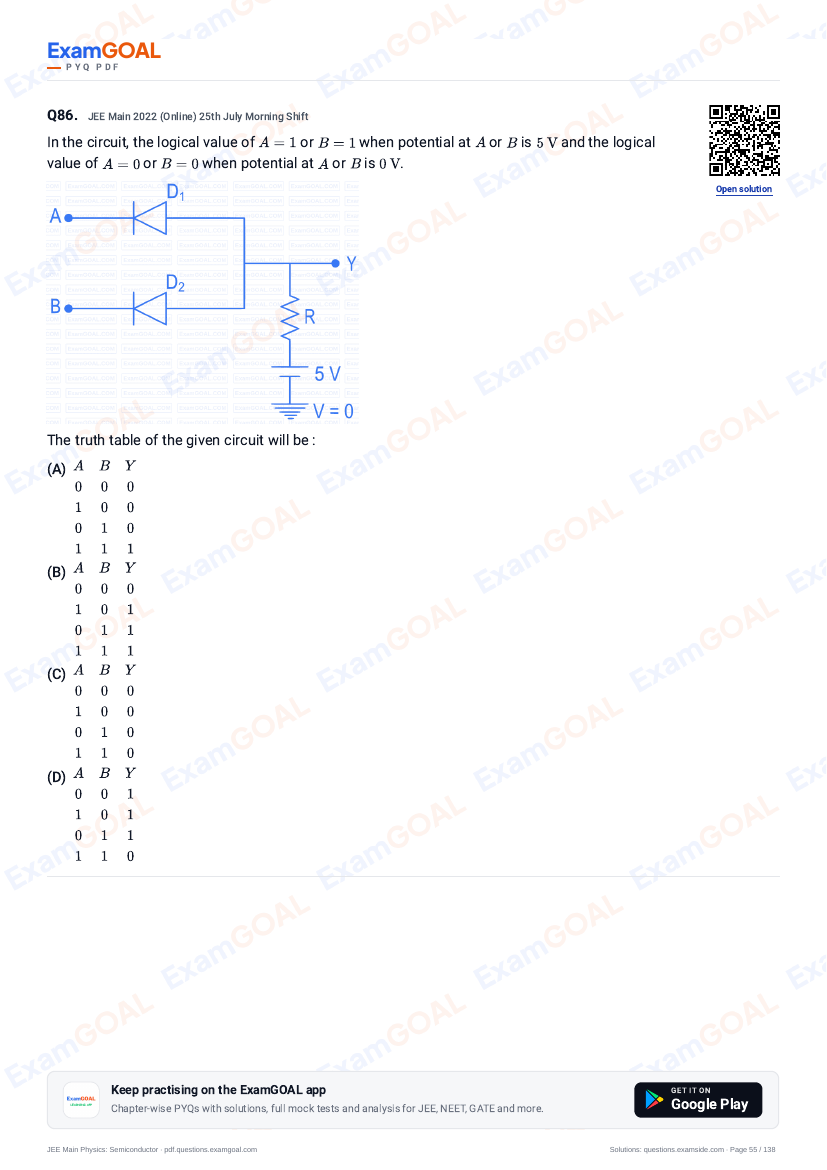 ExamGOAL
PYQ PDF
Q86. JEE Main 2022 (Online) 25th July Morning Shift
In the circuit, the logical value of A = 1 or B = 1 when potential at A or B is 5 V and the logical
value of A = 0 or B = 0 when potential at A or B is 0 V.
Open solution
D1
A
Y
D2
B
R
5 V
V = 0
The truth table of the given circuit will be :
(A) A B Y
0 0 0
1 0 0
0 1 0
1 1 1
(B) A B Y
0 0 0
1 0 1
0 1 1
1 1 1
(C) A B Y
0 0 0
1 0 0
0 1 0
1 1 0
(D) A B Y
0 0 1
1 0 1
0 1 1
1 1 0
Keep practising on the ExamGOAL app
Chapter-wise PYQs with solutions, full mock tests and analysis for JEE, NEET, GATE and more.
GET IT ON
Google Play
JEE Main Physics: Semiconductor · pdf.questions.examgoal.com
Solutions: questions.examside.com · Page 55 / 138